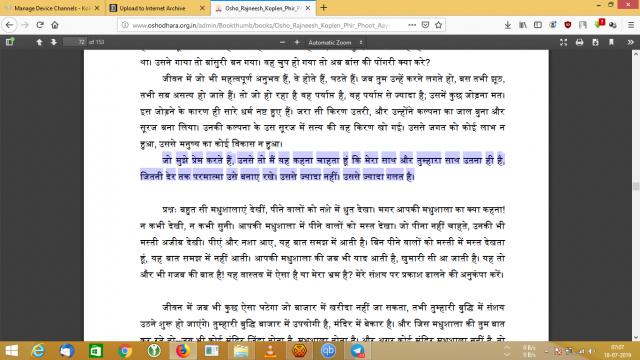 Manage Device Channels - Kol
Upload to Internet Archive
Osho_Rajneesh_Koplen_Phir_Phoot_Aay
www.oshodhara.org.in/admin/Bookthumb/books/Osho_Rajneesh_Koplen_Phir_Phoot_
72 of 153
Automatic Zoom
था। उसने गाया तो बांसुरी बन गया। वह चुप हो गया तो अब बांस की पोंगरी क्या करे?
जीवन में जो भी महत्वपूर्ण अनुभव हैं, वे होते हैं, घटते हैं। जब तुम उन्हें करने लगते हो, बस तभी झूठ,
तभी सब असत्य हो जाते हैं। तो जो हो रहा है वह पर्याप्त है, वह पर्याप्त से ज्यादा है; उसमें कुछ जोड़ना मत।
इस जोड़ने के कारण ही सारे धर्म नष्ट हुए हैं। जरा सी किरण उतरी, और उन्होंने कल्पना का जाल बुना और
सूरज बना लिया। उनकी कल्पना के उस सूरज में सत्य की वह किरण खो गई। उससे जगत को कोई लाभ न
हुआ, उससे मनुष्य का कोई विकास न हुआ।
जो मुझे प्रेम करते हैं, उनसे तो मैं यह कहना चाहता हूं कि मेरा साथ और तुम्हारा साथ उतना ही है,
जितनी देर तक परमात्मा उसे बनाए रखे। उससे ज्यादा नहीं। उससे ज्यादा गलत है।
प्रश्नः बहुत सी मधुशालाएं देखीं, पीने वालों को नशे में धुत देखा। मगर आपकी मधुशाला का क्या कहना!
न कभी देखी, न कभी सुनी। आपकी मधुशाला में पीने वालों को मस्त देखा। जो पीना नहीं चाहते, उनकी भी
मस्ती अजीब देखी। पीएं और नशा आए, यह बात समझ में आती है। बिन पीने वालों को मस्ती में मस्त देखता
हूं, यह बात समझ में नहीं आती। आपकी मधुशाला की जब भी याद आती है, खुमारी सी आ जाती है। यह तो
और भी गजब की बात है! यह वास्तव में ऐसा है या मेरा भ्रम है? मेरे संशय पर प्रकाश डालने की अनुकंपा करें।
जीवन में जब भी कुछ ऐसा घटेगा जो बाजार में खरीदा नहीं जा सकता, तभी तुम्हारी बुद्धि में संशय
उठने शुरू हो जाएंगे। तुम्हारी बुद्धि बाजार में उपयोगी है, मंदिर में बेकार है। और जिस मधुशाला की तुम बात
0 B/s
0 B/s
07:07